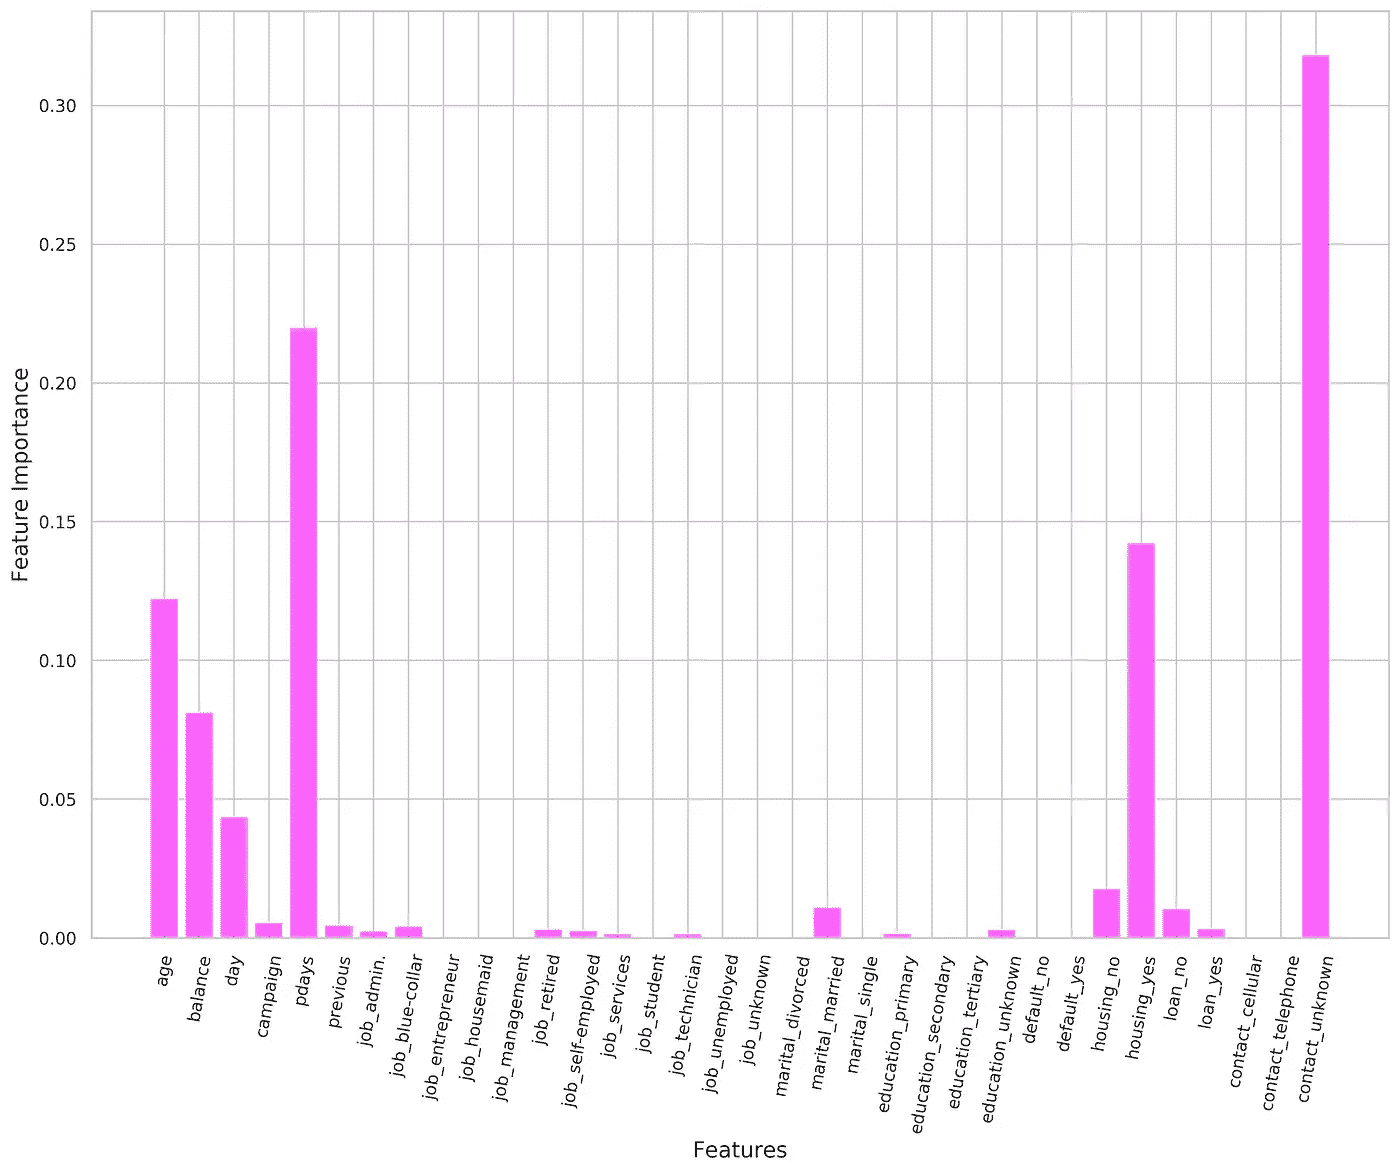 Feature Importance
0.30
0.25
0.20
0.15
0.10
0.05
0.00
age
balance
day
campaign
pdays
previous
job_admin.
job_blue-collar
job_entrepreneur
job_housemaid
job_management
job_retired
job_self-employed
job_services
job_student
job_technician
job_unemployed
job_unknown
marital_divorced
marital_married
marital_single
education_primary
education_secondary
education_tertiary
education_unknown
default_no
default_yes
housing_no
housing_yes
loan_no
loan_yes
contact_cellular
contact_telephone
contact_unknown
Features